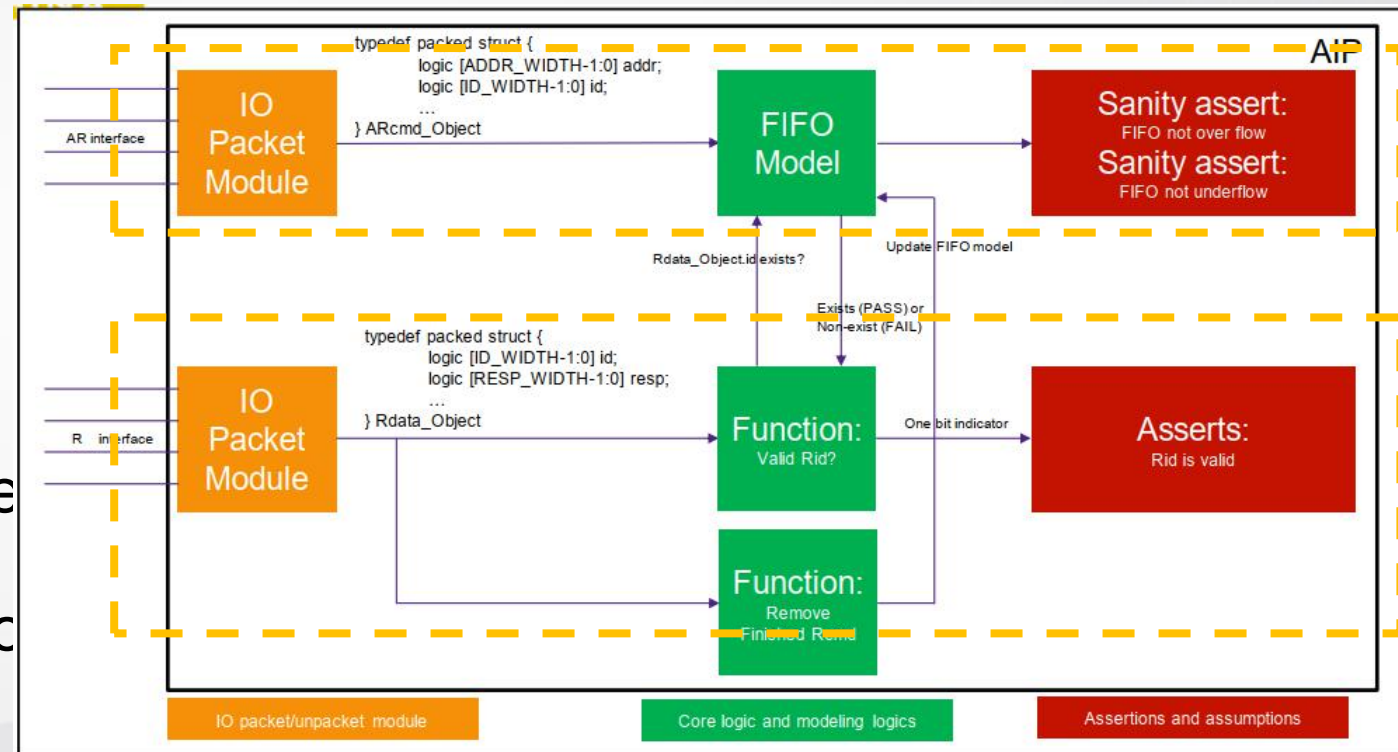 AIP
typedef packed struct {
logic [ADDR_WIDTH-1:0] addr;
logic [ID_WIDTH-1:0] id;
...
} ARcmd_Object
AR interface
IO
Packet
Module
FIFO
Model
Sanity assert:
FIFO not over flow
Sanity assert:
FIFO not underflow
Rdata_Object.id exists?
Update FIFO model
Exists (PASS) or
Non-exist (FAIL)
typedef packed struct {
logic [ID_WIDTH-1:0] id;
logic [RESP_WIDTH-1:0] resp;
...
} Rdata_Object
R interface
IO
Packet
Module
Function:
Valid Rid?
One bit indicator
Asserts:
Rid is valid
Function:
Remove
Finished Rcmd
IO packet/unpacket module
Core logic and modeling logics
Assertions and assumptions